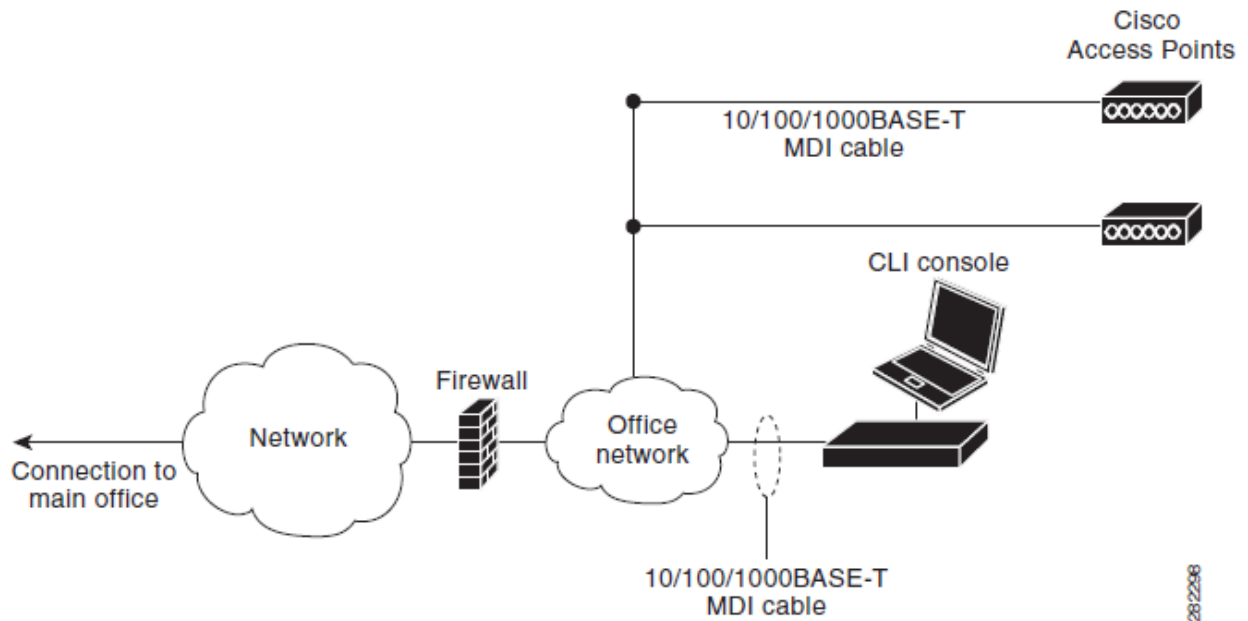 Cisco
Access Points
10/100/1000BASE-T
MDI cable
CLI console
Firewall
Network
Office
network
Connection to
main office
10/100/1000BASE-T
MDI cable
282298